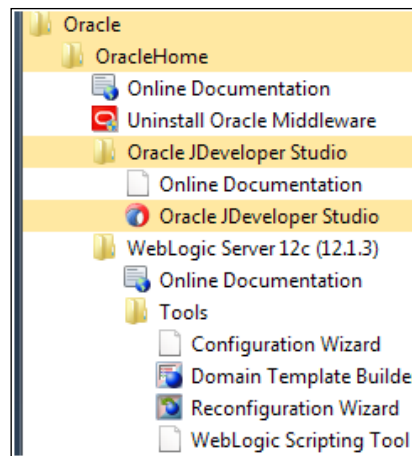 Oracle
OracleHome
Online Documentation
Uninstall Oracle Middleware
Oracle JDeveloper Studio
Online Documentation
Oracle JDeveloper Studio
WebLogic Server 12c (12.1.3)
Online Documentation
Tools
Configuration Wizard
Domain Template Builde
Reconfiguration Wizard
WebLogic Scripting Tool